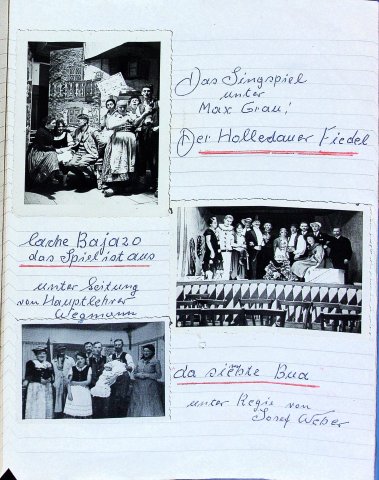 Das Singspiel
unter
Max Grau!
Der Holledauer Fiedel
lache Bajazo
das Spiel ist aus
unter Leitung
von Hauptlehrer
Wegmann
da siebte Bua
unter Regie von
Josef Weber